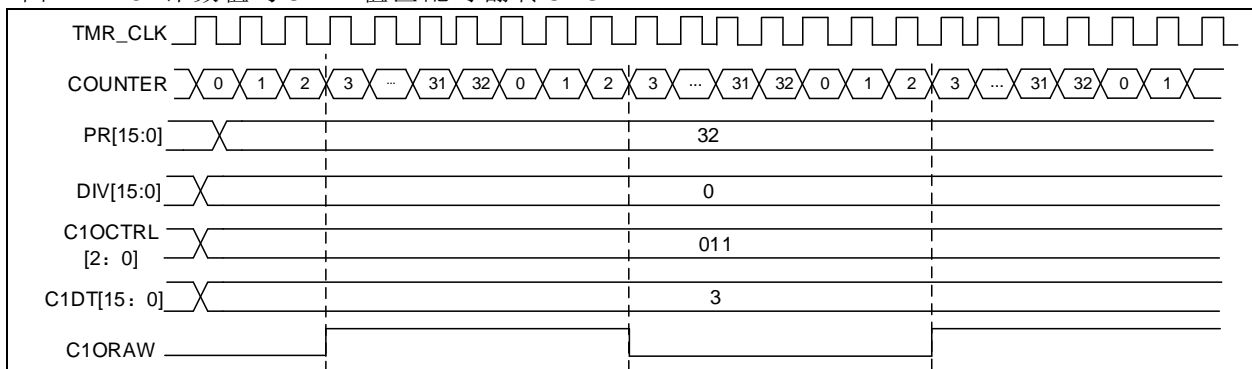 TMR_CLK
COUNTER 0 1 2 3 ... 31 32 0 1 2 3 ... 31 32 0 1 2 3 ... 31 32 0 1
PR[15:0] 32
DIV[15:0] 0
C1OCTRL
[2：0] 011
C1DT[15：0] 3
C1ORAW